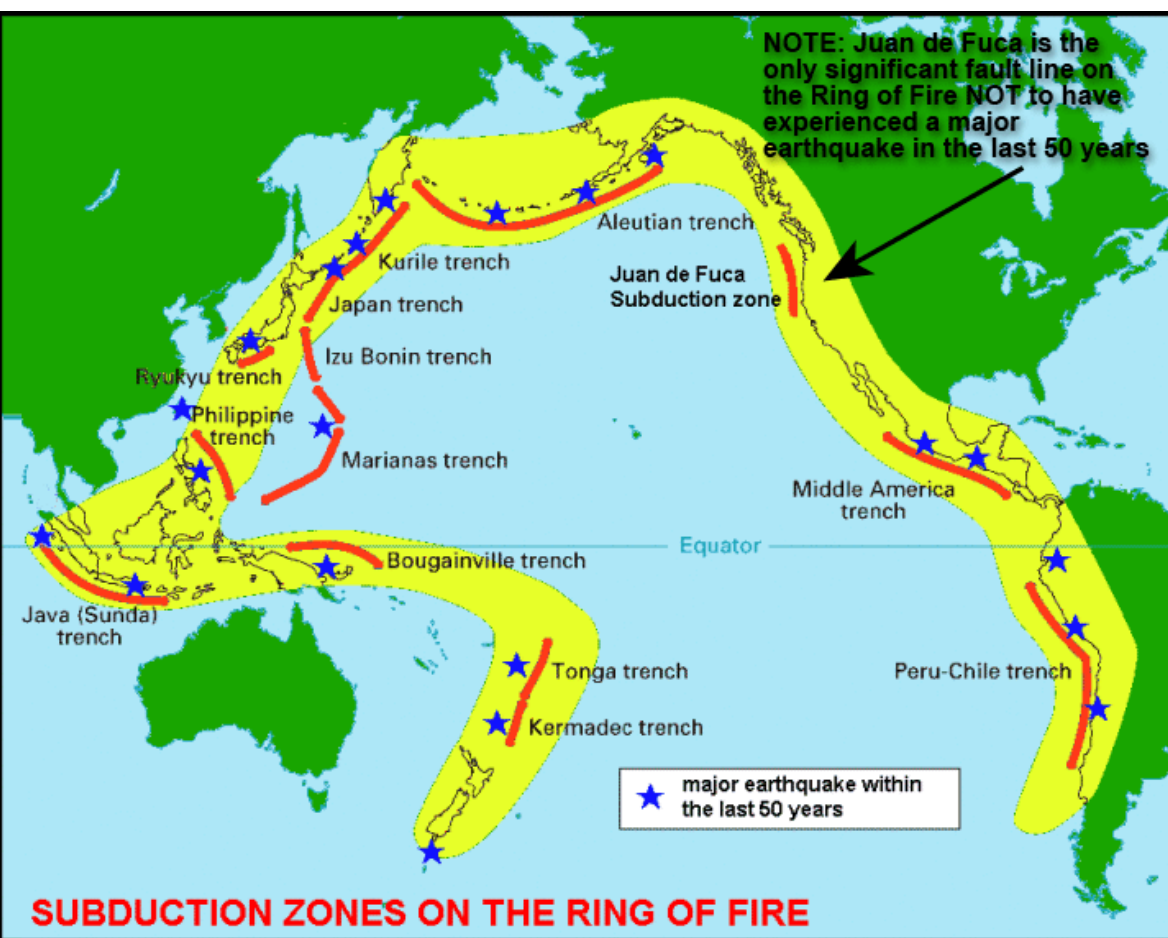 NOTE: Juan de Fuca is the
only significant fault line on
the Ring of Fire NOT to have
experienced a major
earthquake in the last 50 years
Aleutian trench
Kurile trench
Juan de Fuca
Subduction zone
Japan trench
Izu Bonin trench
Ryukyu trench
Philippine
trench
Marianas trench
Middle America
trench
Equator
Bougainville trench
Java (Sunda)
trench
Tonga trench
Peru-Chile trench
Kermadec trench
major earthquake within
the last 50 years
SUBDUCTION ZONES ON THE RING OF FIRE